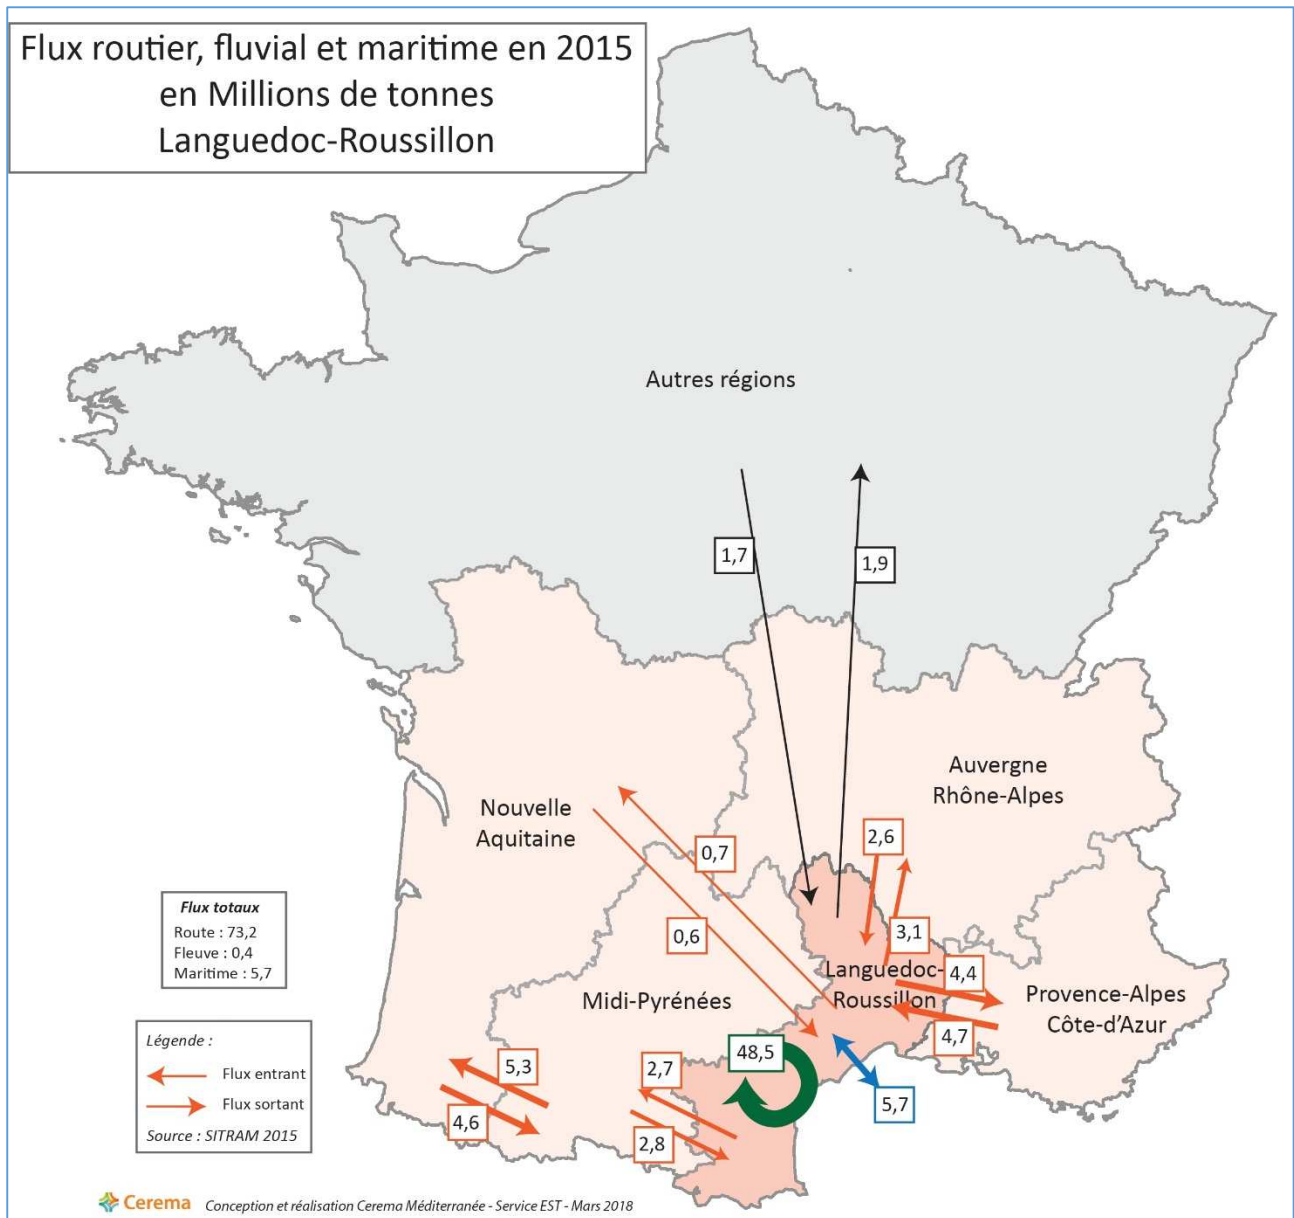 Flux routier, fluvial et maritime en 2015
en Millions de tonnes
Languedoc-Roussillon
Autres régions
1,7
1,9
Auvergne
Rhône-Alpes
Nouvelle
Aquitaine
2,6
0,7
0,6
3,1
Languedoc-
Roussillon
4,4
Provence-Alpes
Côte-d'Azur
4,7
Midi-Pyrénées
Flux totaux
Route : 73,2
Fleuve : 0,4
Maritime : 5,7
48,5
5,3
2,7
5,7
4,6
2,8
Légende :
Flux entrant
Flux sortant
Source : SITRAM 2015
Cerema Conception et réalisation Cerema Méditerranée - Service EST - Mars 2018